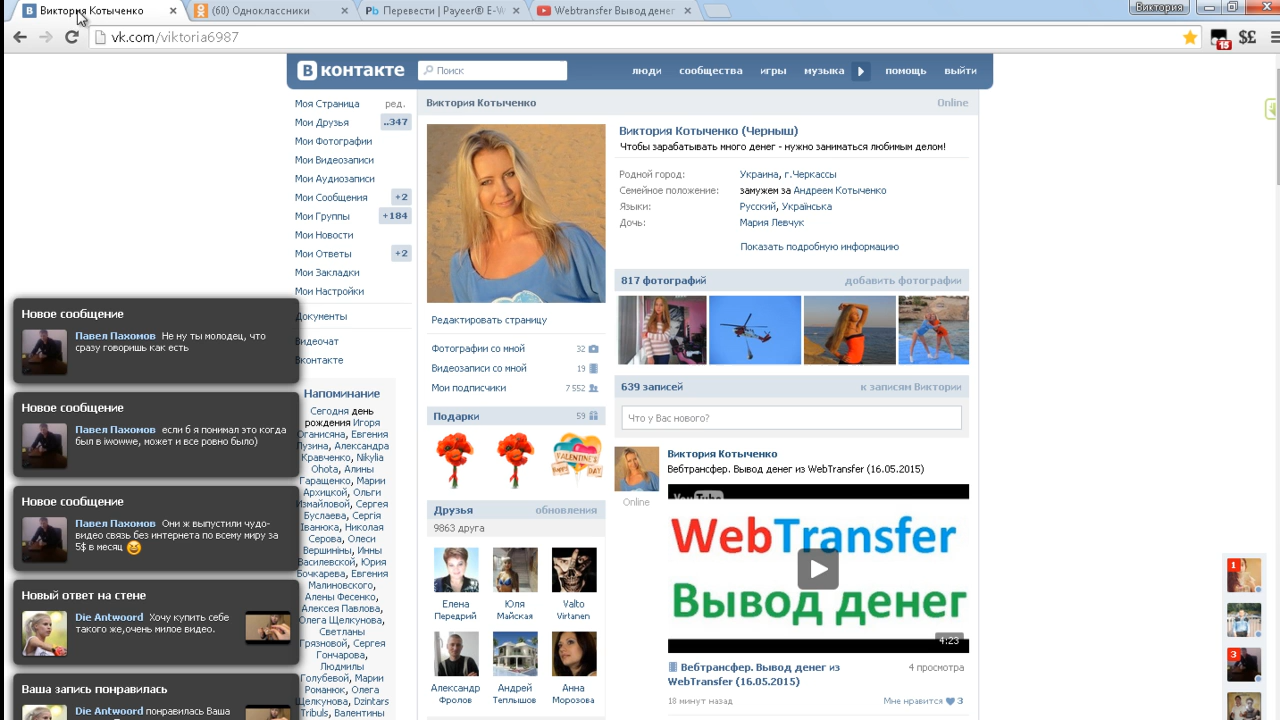 Виктория Котыченко
(60) Одноклассники
Перевести | Payeer® E-W
Webtransfer Вывод денег
Виктория
vk.com/viktoria6987
15
$£
В контакте
Поиск
люди
сообщества
игры
музыка
помощь
выйти
Моя Страница
ред.
Мои Друзья
..347
Мои Фотографии
Мои Видеозаписи
Мои Аудиозаписи
Мои Сообщения
+2
Мои Группы
+184
Мои Новости
Мои Ответы
+2
Мои Закладки
Мои Настройки
Документы
Видеочат
Вконтакте
Напоминание
Сегодня день
рождения Игоря
Оганисяна, Евгения
Лузина, Александра
Кравченко, Nikylia
Ohota, Алины
Гаращенко, Марии
Архицкой, Ольги
Измайловой, Сергея
Буслаева, Сергія
Іванюка, Николая
Серова, Олеси
Вершиніны, Инны
Василевской, Юрия
Бочкарева, Евгения
Малиновского,
Алены Фесенко,
Алексея Павлова,
Олега Щелкунова,
Светланы
Грязновой, Сергея
Гончарова,
Людмилы
Голубевой, Марии
Романюк, Олега
Щелкунова, Dzintars
Tribuls, Валентины
Новое сообщение
Павел Пахомов Не ну ты молодец, что
сразу говоришь как есть
Новое сообщение
Павел Пахомов если б я понимал это когда
был в iwowwe, может и все ровно было)
Новое сообщение
Павел Пахомов Они ж выпустили чудо-
видео связь без интернета по всему миру за
5$ в месяц
Новый ответ на стене
Die Antwoord Хочу купить себе
такого же,очень милое видео.
Ваша запись понравилась
Die Antwoord понравилась Ваша
Виктория Котыченко
Online
Редактировать страницу
Фотографии со мной
32
Видеозаписи со мной
19
Мои подписчики
7 552
Подарки
59
VALENTINE'S
DAY
Друзья
обновления
9863 друга
Елена
Передрий
Юля
Майская
Valto
Virtanen
Александр
Фролов
Андрей
Теплышов
Анна
Морозова
Виктория Котыченко (Черныш)
Чтобы зарабатывать много денег - нужно заниматься любимым делом!
Родной город:
Украина, г.Черкассы
Семейное положение:
замужем за Андреем Котыченко
Языки:
Русский, Українська
Дочь:
Мария Левчук
Показать подробную информацию
817 фотографий
добавить фотографии
639 записей
к записям Виктории
Что у Вас нового?
Виктория Котыченко
Вебтрансфер. Вывод денег из WebTransfer (16.05.2015)
Online
YouTube
WebTransfer
Вывод денег
4:23
Вебтрансфер. Вывод денег из
WebTransfer (16.05.2015)
4 просмотра
18 минут назад
Мне нравится
3
1
3